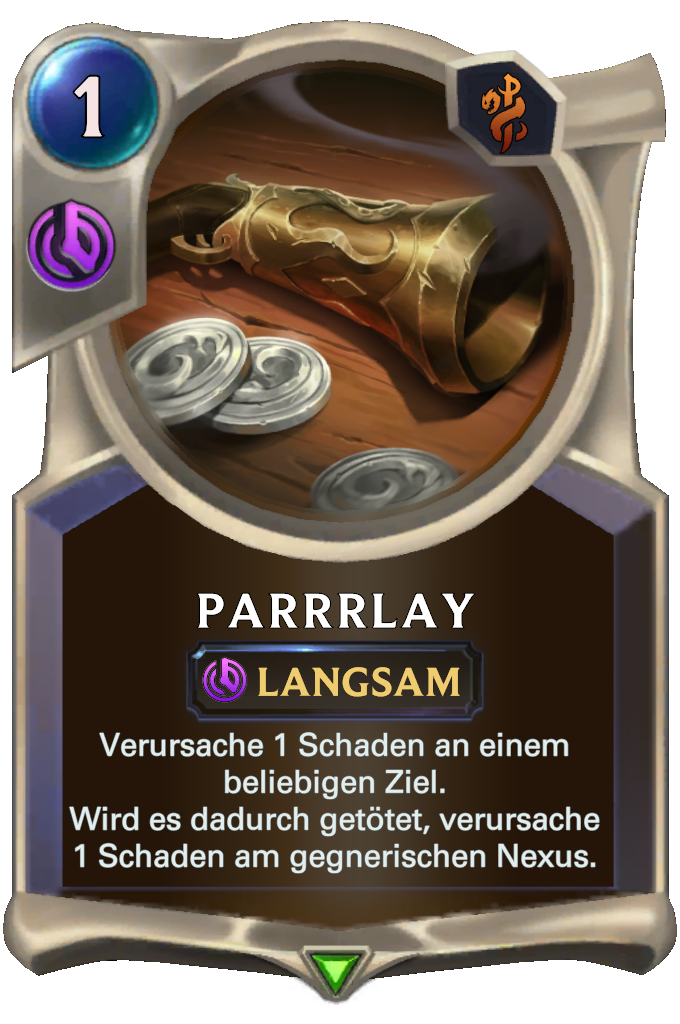 1
PARRRLAY
LANGSAM
Verursache 1 Schaden an einem
beliebigen Ziel.
Wird es dadurch getötet, verursache
1 Schaden am gegnerischen Nexus.